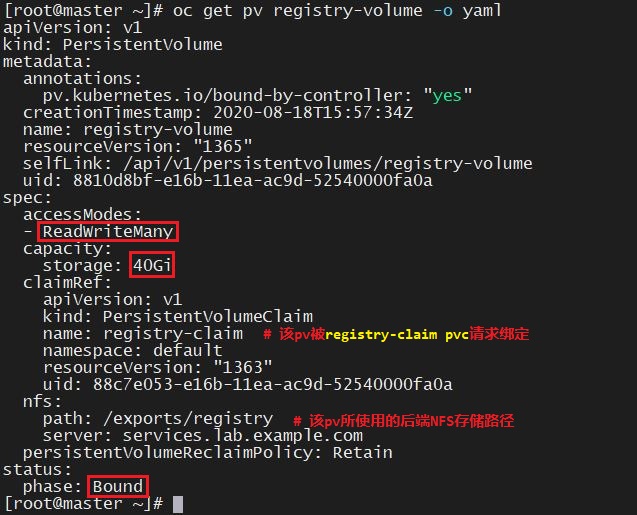 [root@master ~]# oc get pv registry-volume -o yaml
apiVersion: v1
kind: PersistentVolume
metadata:
  annotations:
    pv.kubernetes.io/bound-by-controller: "yes"
  creationTimestamp: 2020-08-18T15:57:34Z
  name: registry-volume
  resourceVersion: "1365"
  selfLink: /api/v1/persistentvolumes/registry-volume
  uid: 8810d8bf-e16b-11ea-ac9d-52540000fa0a
spec:
  accessModes:
  - ReadWriteMany
  capacity:
    storage: 40Gi
  claimRef:
    apiVersion: v1
    kind: PersistentVolumeClaim
    name: registry-claim  # 该pv被registry-claim pvc请求绑定
    namespace: default
    resourceVersion: "1363"
    uid: 88c7e053-e16b-11ea-ac9d-52540000fa0a
  nfs:
    path: /exports/registry  # 该pv所使用的后端NFS存储路径
    server: services.lab.example.com
  persistentVolumeReclaimPolicy: Retain
status:
  phase: Bound
[root@master ~]#